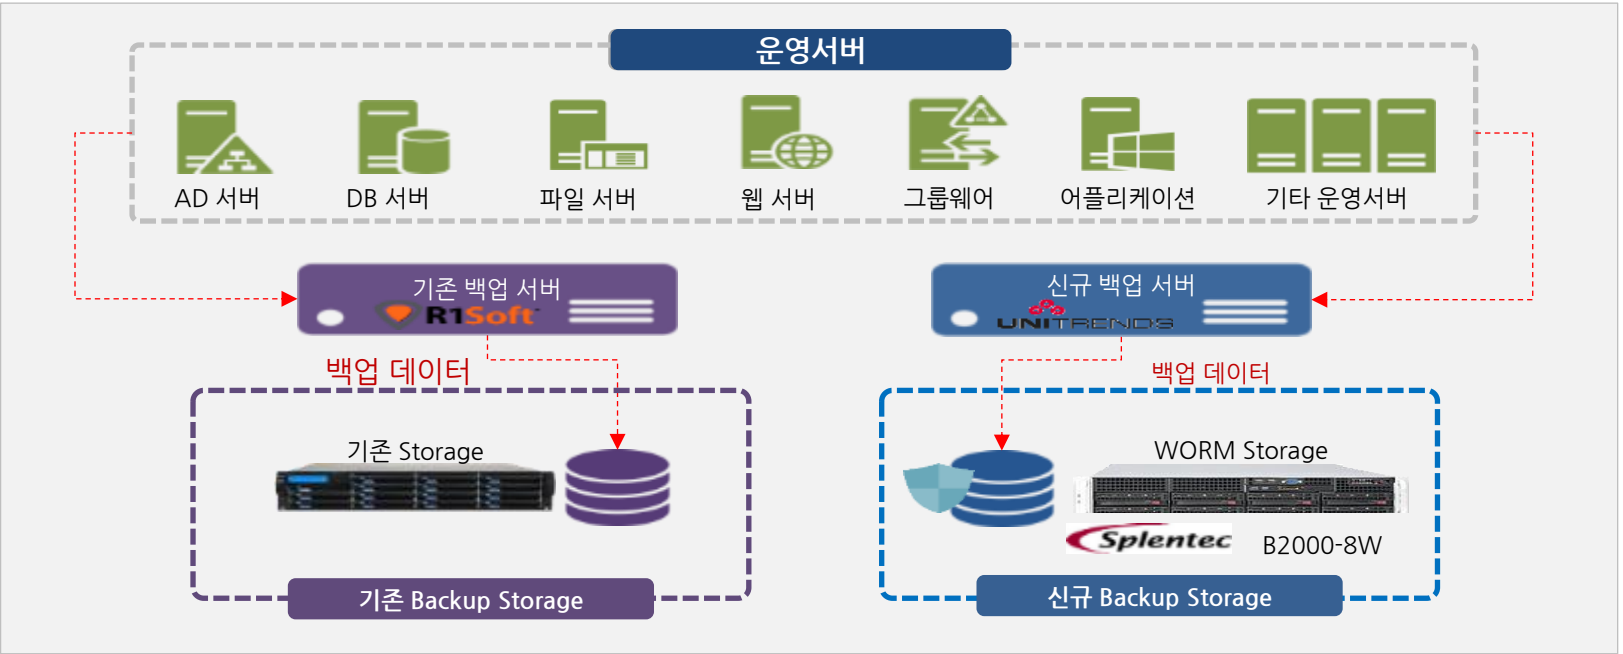 운영서버
AD 서버
DB 서버
파일 서버
웹 서버
그룹웨어
어플리케이션
기타 운영서버
기존 백업 서버
R1Soft
신규 백업 서버
UNITRENDS
백업 데이터
백업 데이터
기존 Storage
WORM Storage
Splentec
B2000-8W
기존 Backup Storage
신규 Backup Storage